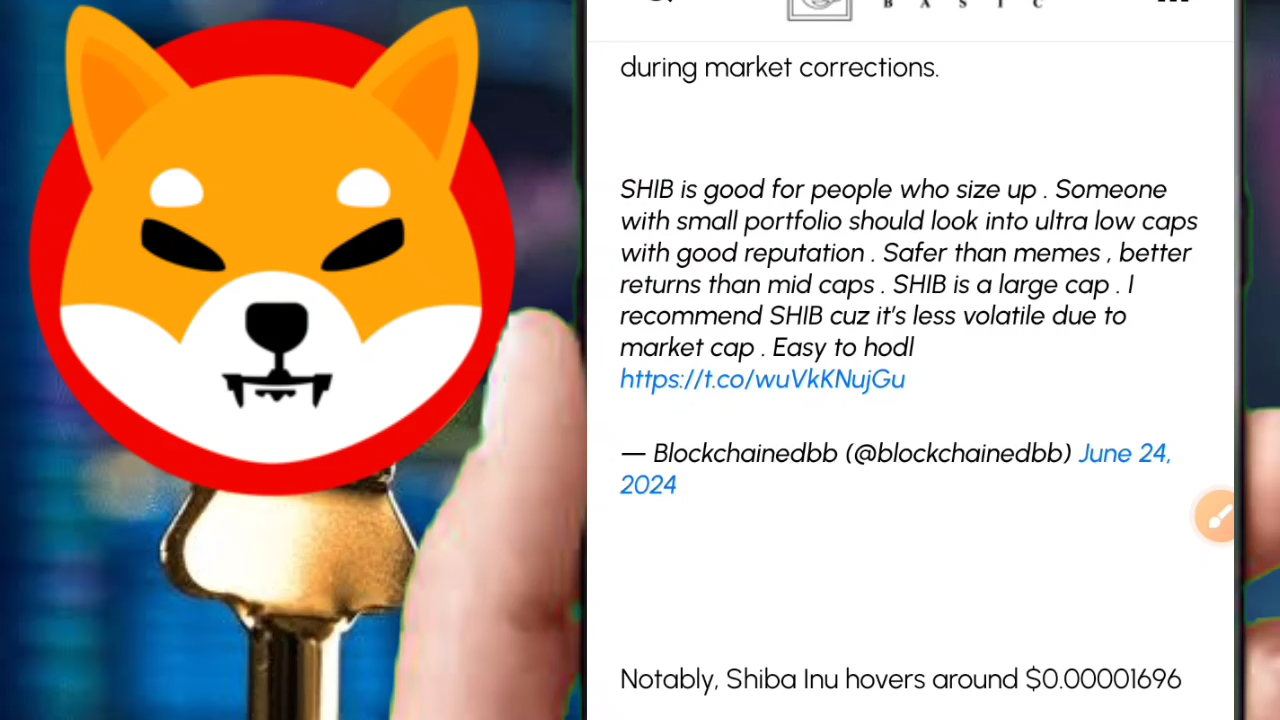 B A S I C
during market corrections.
SHIB is good for people who size up . Someone
with small portfolio should look into ultra low caps
with good reputation . Safer than memes , better
returns than mid caps . SHIB is a large cap . I
recommend SHIB cuz it’s less volatile due to
market cap . Easy to hodl
https://t.co/wuVkKNujGu
— Blockchainedbb (@blockchainedbb) June 24,
2024
Notably, Shiba Inu hovers around $0.00001696